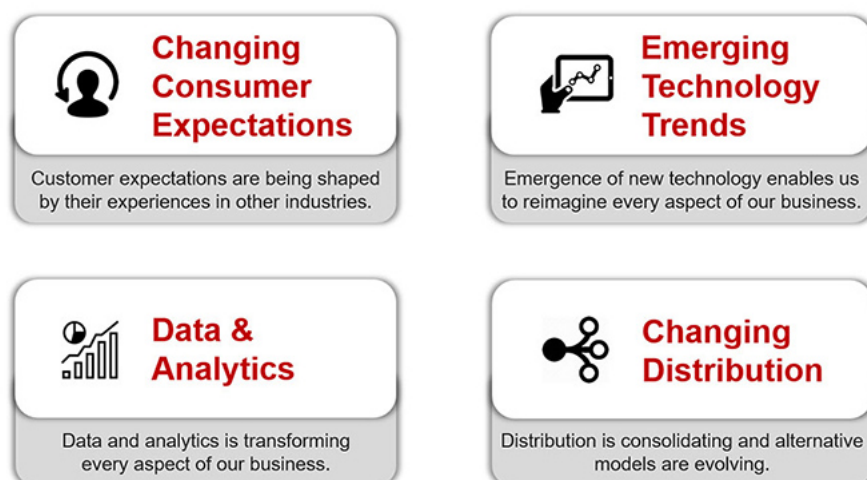 Changing
Consumer
Expectations
Customer expectations are being shaped
by their experiences in other industries.
Emerging
Technology
Trends
Emergence of new technology enables us
to reimagine every aspect of our business.
Data &
Analytics
Data and analytics is transforming
every aspect of our business.
Changing
Distribution
Distribution is consolidating and alternative
models are evolving.